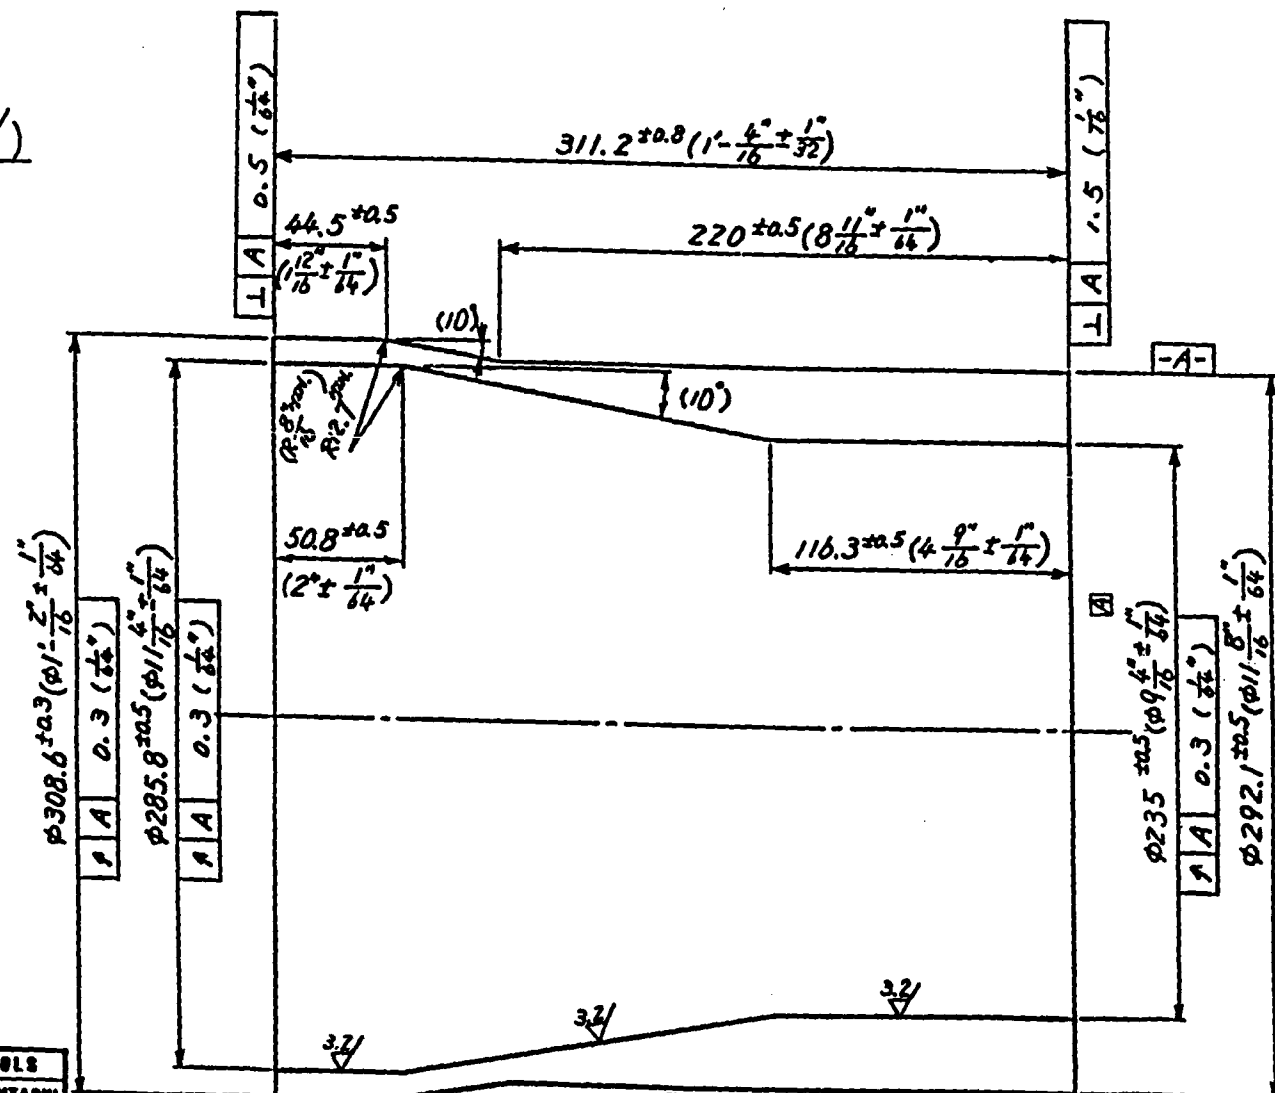 )
⊥ A 0.5 (1/64")
311.2 ±0.8 (1'-4/16" ± 1/32")
⊥ A 1.5 (1/16")
44.5 ±0.5
(1 12/16" ± 1/64")
220 ±0.5 (8 11/16" ± 1/64")
(10°)
-A-
(10°)
50.8 ±0.5
(2" ± 1/64")
116.3 ±0.5 (4 9/16" ± 1/64")
A
φ308.6 ±0.3 (φ1'-2/16" ± 1/64")
↗ A 0.3 (1/64")
φ285.8 ±0.5 (φ11 4/16" ± 1/64")
↗ A 0.3 (1/64")
φ235 ±0.5 (φ9 4/16" ± 1/64")
↗ A 0.3 (1/64")
φ292.1 ±0.5 (φ11 8/16" ± 1/64")
3.2
3.2
3.2
OLS